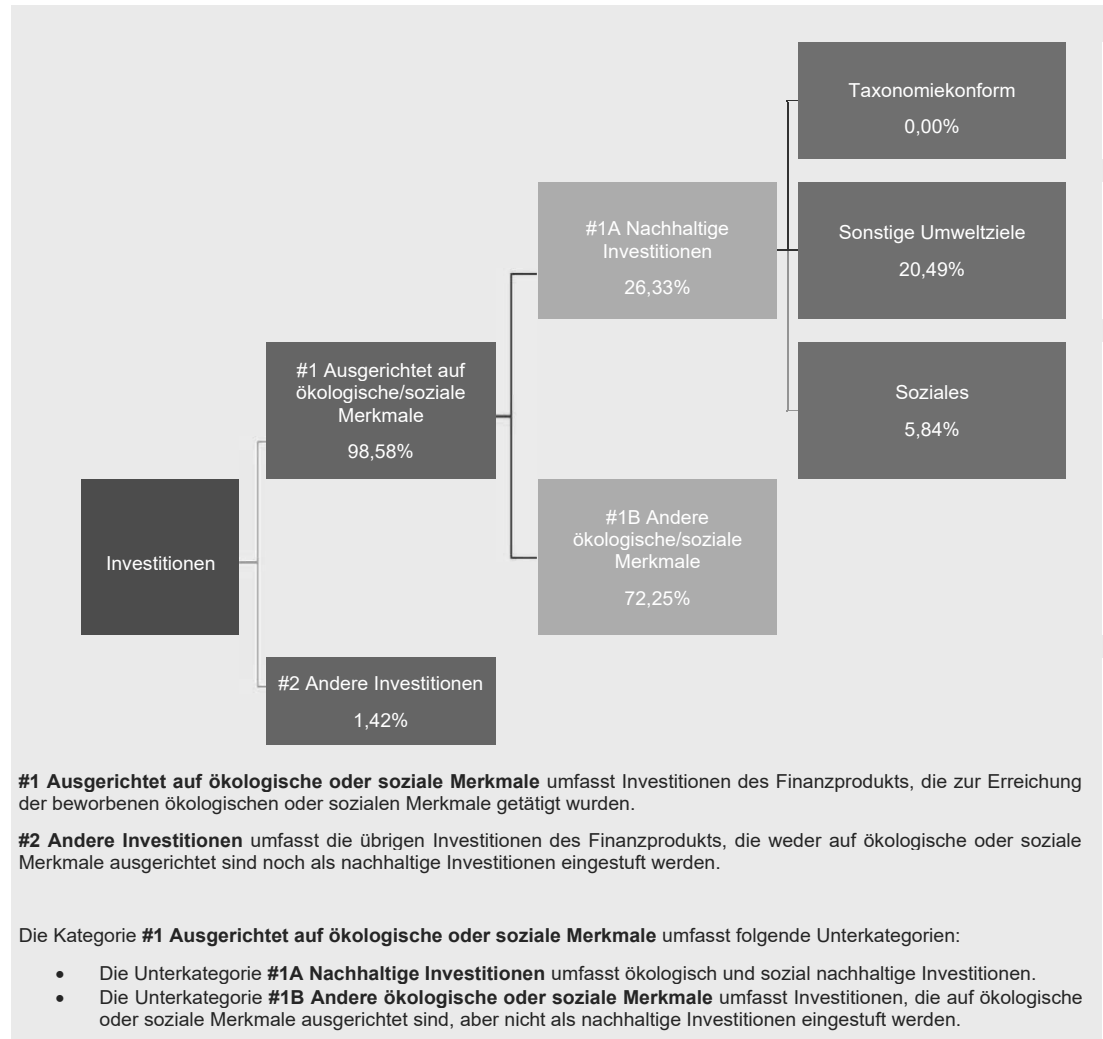 Taxonomiekonform
0,00%
#1A Nachhaltige
Investitionen
26,33%
Sonstige Umweltziele
20,49%
#1 Ausgerichtet auf
ökologische/soziale
Merkmale
98,58%
Soziales
5,84%
Investitionen
#1B Andere
ökologische/soziale
Merkmale
72,25%
#2 Andere Investitionen
1,42%
#1 Ausgerichtet auf ökologische oder soziale Merkmale umfasst Investitionen des Finanzprodukts, die zur Erreichung
der beworbenen ökologischen oder sozialen Merkmale getätigt wurden.
#2 Andere Investitionen umfasst die übrigen Investitionen des Finanzprodukts, die weder auf ökologische oder soziale
Merkmale ausgerichtet sind noch als nachhaltige Investitionen eingestuft werden.
Die Kategorie #1 Ausgerichtet auf ökologische oder soziale Merkmale umfasst folgende Unterkategorien:
• Die Unterkategorie #1A Nachhaltige Investitionen umfasst ökologisch und sozial nachhaltige Investitionen.
• Die Unterkategorie #1B Andere ökologische oder soziale Merkmale umfasst Investitionen, die auf ökologische
oder soziale Merkmale ausgerichtet sind, aber nicht als nachhaltige Investitionen eingestuft werden.